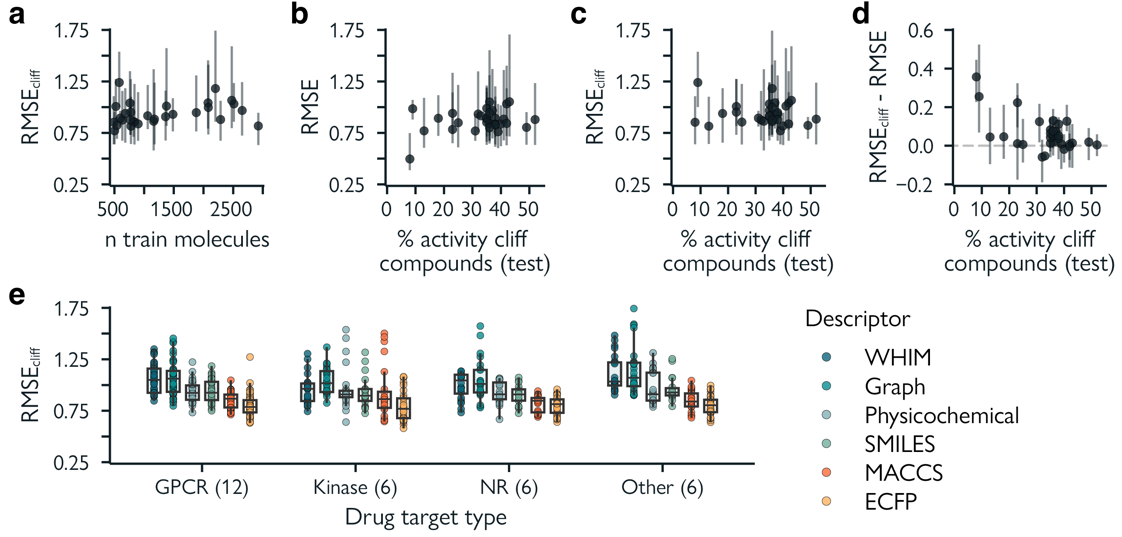 a
1.75
1.25
0.75
0.25
RMSEcliff
500 1500 2500
n train molecules
b
1.75
1.25
0.75
0.25
RMSE
0 10 20 30 40 50
% activity cliff
compounds (test)
c
1.75
1.25
0.75
0.25
RMSEcliff
0 10 20 30 40 50
% activity cliff
compounds (test)
d
0.6
0.4
0.2
0.0
−0.2
RMSEcliff - RMSE
0 10 20 30 40 50
% activity cliff
compounds (test)
e
1.75
1.25
0.75
0.25
RMSEcliff
GPCR (12) Kinase (6) NR (6) Other (6)
Drug target type
Descriptor
WHIM
Graph
Physicochemical
SMILES
MACCS
ECFP